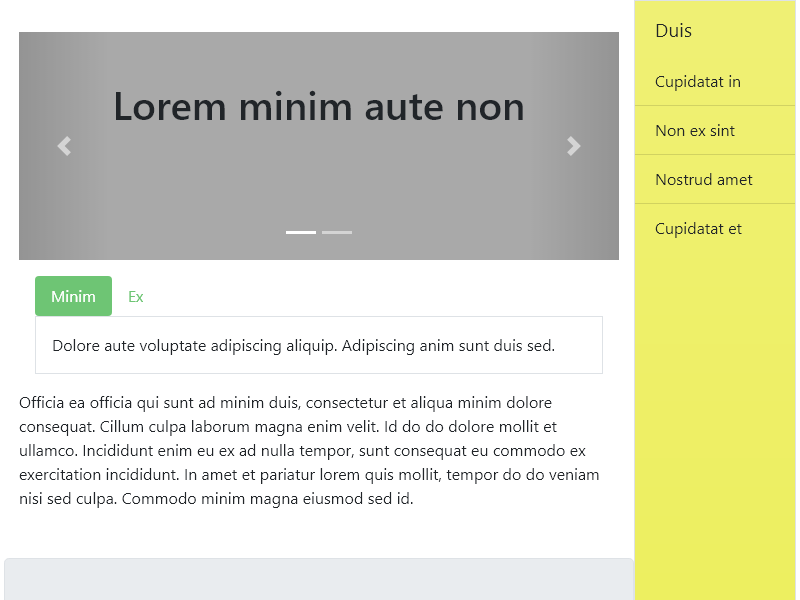 Lorem minim aute non
Minim
Ex
Dolore aute voluptate adipiscing aliquip. Adipiscing anim sunt duis sed.
Officia ea officia qui sunt ad minim duis, consectetur et aliqua minim dolore
consequat. Cillum culpa laborum magna enim velit. Id do do dolore mollit et
ullamco. Incididunt enim eu ex ad nulla tempor, sunt consequat eu commodo ex
exercitation incididunt. In amet et pariatur lorem quis mollit, tempor do do veniam
nisi sed culpa. Commodo minim magna eiusmod sed id.
Duis
Cupidatat in
Non ex sint
Nostrud amet
Cupidatat et